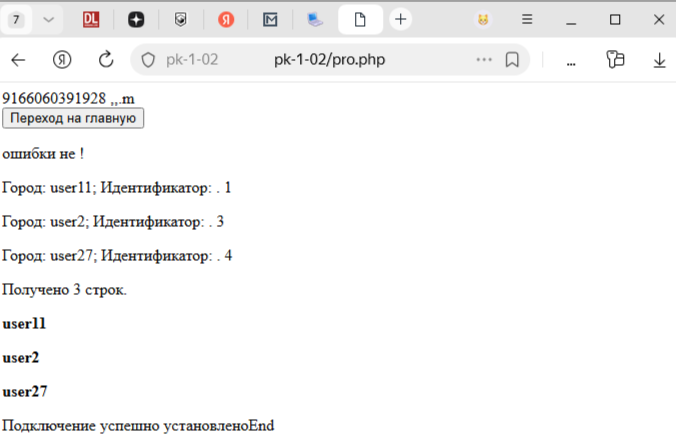 7
DL
Я
M
Я
pk-1-02
pk-1-02/pro.php
9166060391928 ,,.m
Переход на главную
ошибки не !
Город: user11; Идентификатор: . 1
Город: user2; Идентификатор: . 3
Город: user27; Идентификатор: . 4
Получено 3 строк.
user11
user2
user27
Подключение успешно установленоEnd